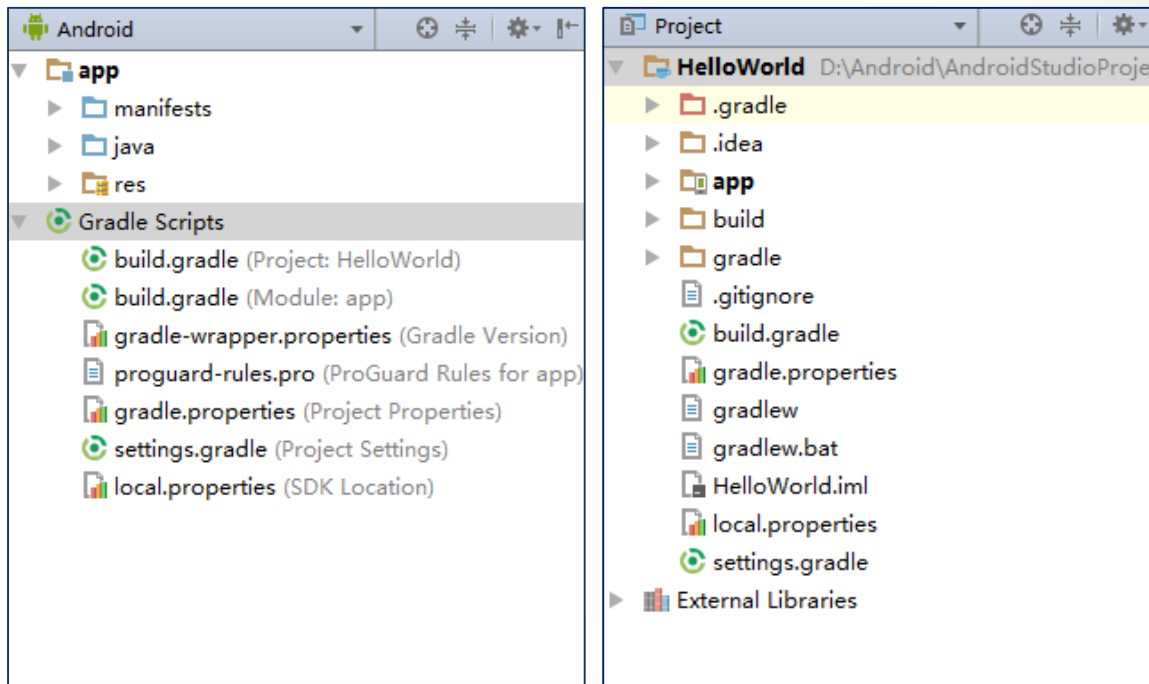 Android
app
manifests
java
res
Gradle Scripts
build.gradle (Project: HelloWorld)
build.gradle (Module: app)
gradle-wrapper.properties (Gradle Version)
proguard-rules.pro (ProGuard Rules for app)
gradle.properties (Project Properties)
settings.gradle (Project Settings)
local.properties (SDK Location)
Project
HelloWorld D:\Android\AndroidStudioProje
.gradle
.idea
app
build
gradle
.gitignore
build.gradle
gradle.properties
gradlew
gradlew.bat
HelloWorld.iml
local.properties
settings.gradle
External Libraries